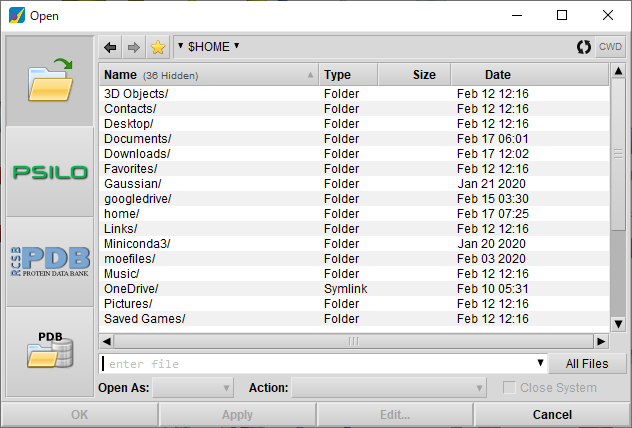 Open
$HOME
CWD
Name (36 Hidden) Type Size Date
3D Objects/ Folder Feb 12 12:16
Contacts/ Folder Feb 12 12:16
Desktop/ Folder Feb 12 12:16
Documents/ Folder Feb 17 06:01
Downloads/ Folder Feb 17 12:02
Favorites/ Folder Feb 12 12:16
Gaussian/ Folder Jan 21 2020
googledrive/ Folder Feb 15 03:30
home/ Folder Feb 17 07:25
Links/ Folder Feb 12 12:16
Miniconda3/ Folder Jan 20 2020
moefiles/ Folder Feb 03 2020
Music/ Folder Feb 12 12:16
OneDrive/ Symlink Feb 10 05:31
Pictures/ Folder Feb 12 12:16
Saved Games/ Folder Feb 12 12:16
PSILO
RCSB PDB
PROTEIN DATA BANK
PDB
enter file
All Files
Open As: Action: Close System
OK Apply Edit... Cancel